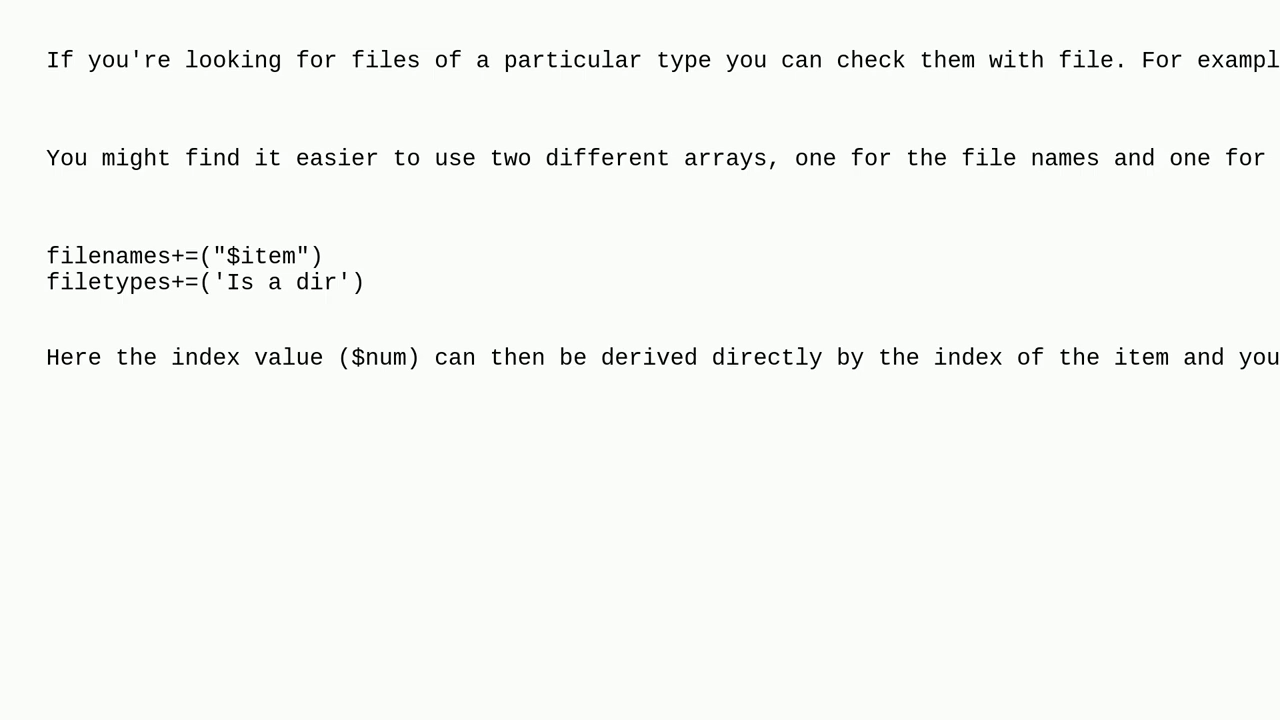 If you're looking for files of a particular type you can check them with file. For exampl
You might find it easier to use two different arrays, one for the file names and one for
filenames+=("$item")
filetypes+=('Is a dir')
Here the index value ($num) can then be derived directly by the index of the item and you